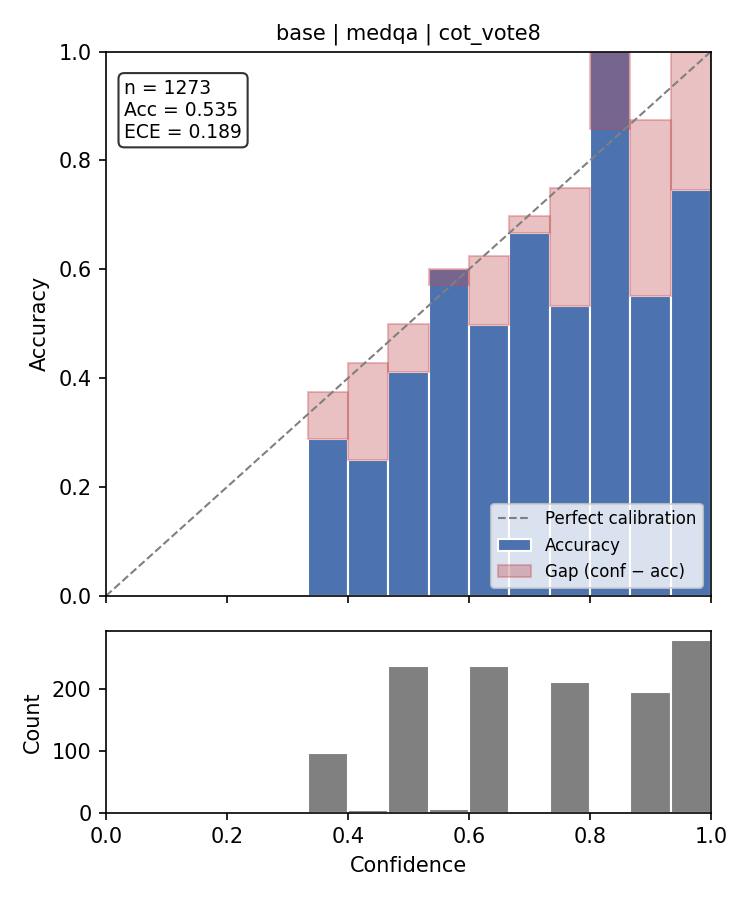 base | medqa | cot_vote8
n = 1273
Acc = 0.535
ECE = 0.189
1.0
0.8
0.6
0.4
0.2
0.0
Accuracy
Perfect calibration
Accuracy
Gap (conf − acc)
200
100
0
Count
0.0 0.2 0.4 0.6 0.8 1.0
Confidence